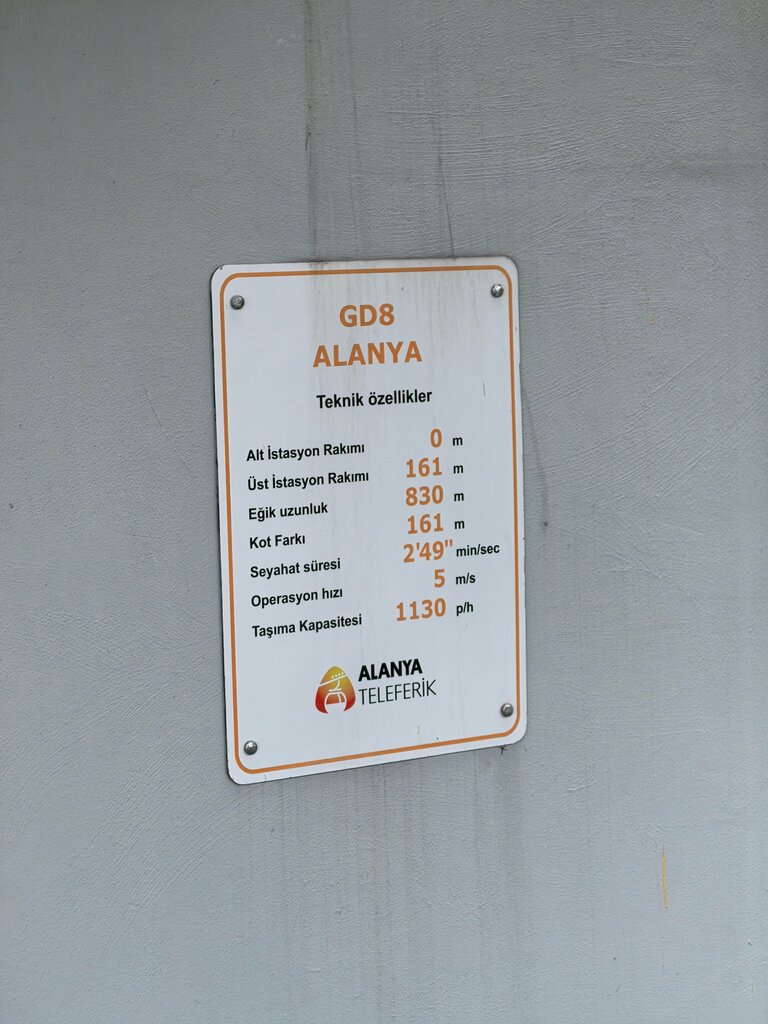 GD8
ALANYA
Teknik özellikler
Alt İstasyon Rakımı 0 m
Üst İstasyon Rakımı 161 m
Eğik uzunluk 830 m
Kot Farkı 161 m
Seyahat süresi 2'49" min/sec
Operasyon hızı 5 m/s
Taşıma Kapasitesi 1130 p/h
ALANYA
TELEFERİK